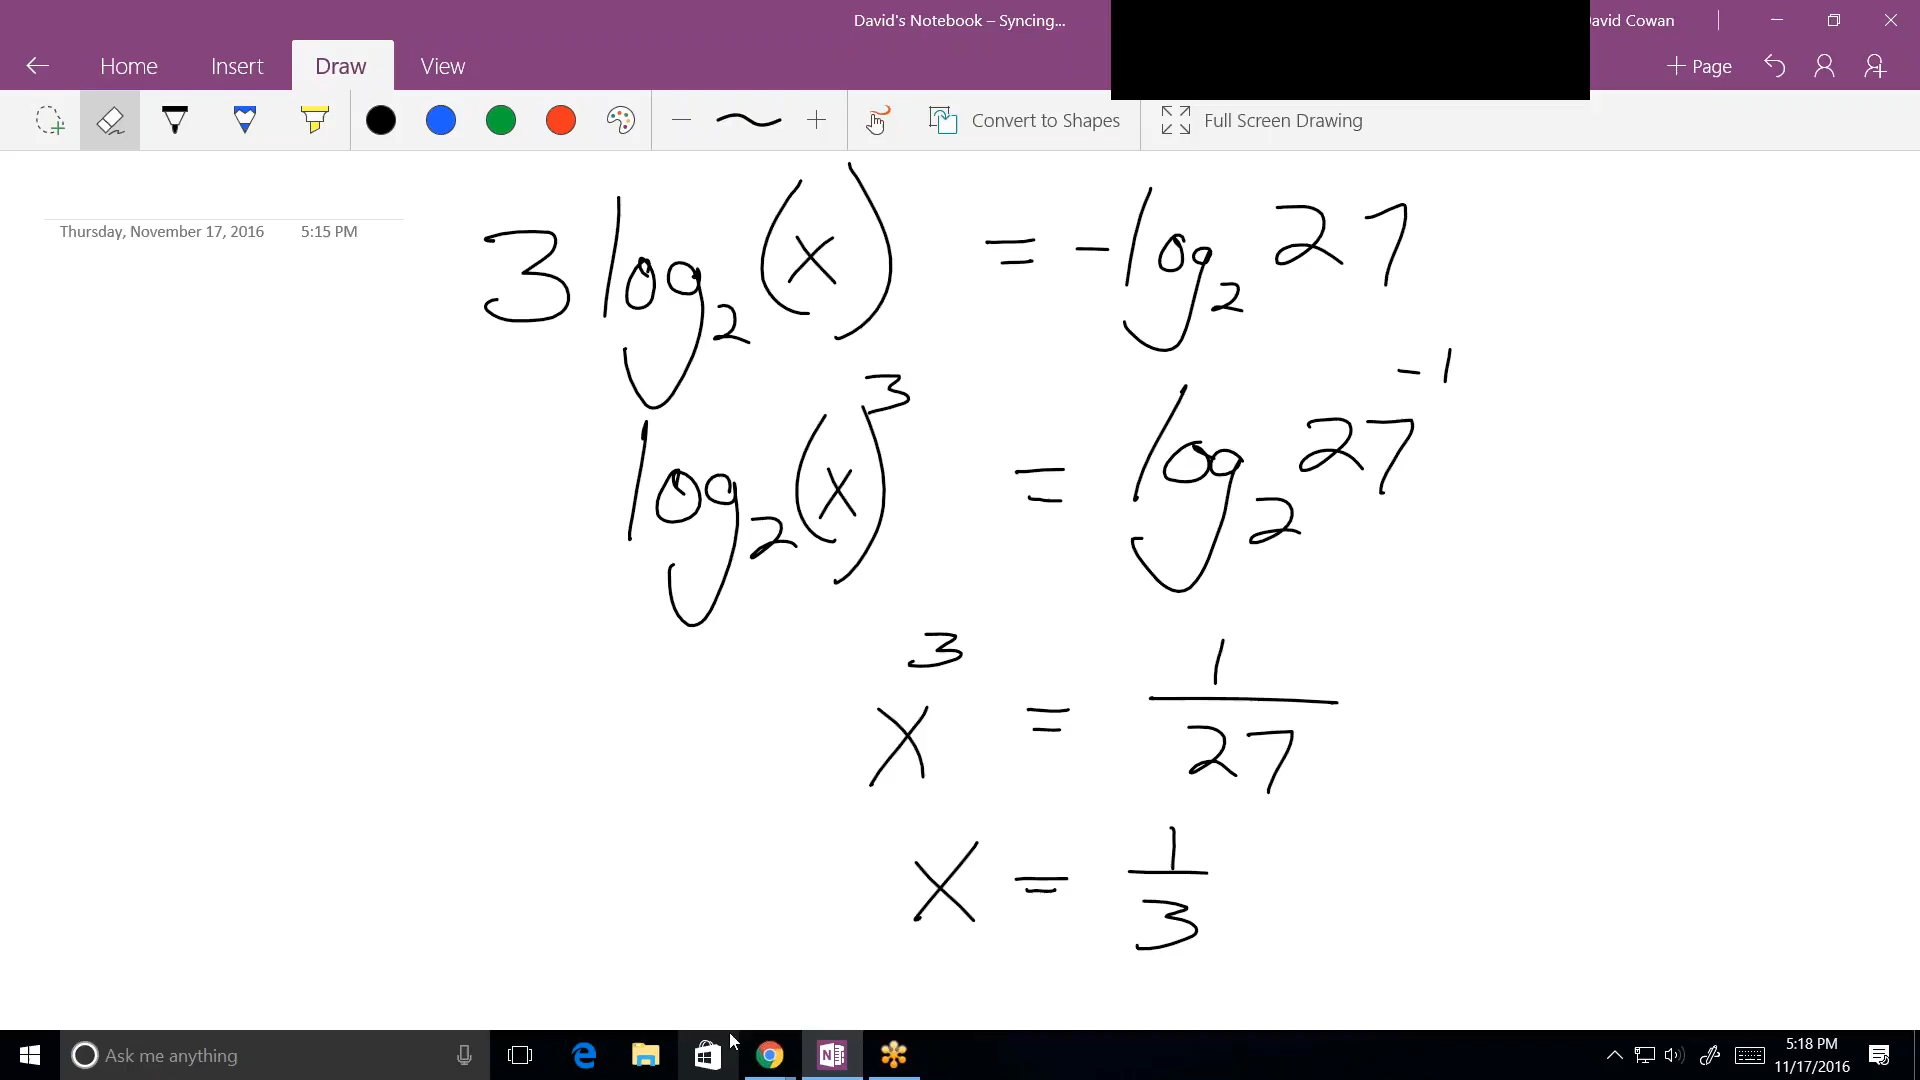 David's Notebook – Syncing...
avid Cowan
Home Insert Draw View
Page
Convert to Shapes Full Screen Drawing
Thursday, November 17, 2016 5:15 PM
3 log₂(x) = -log₂ 27
log₂(x)³ = log₂ 27⁻¹
x³ = 1/27
x = 1/3
Ask me anything
N
5:18 PM
11/17/2016